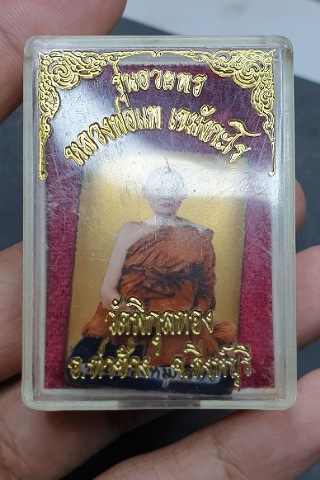 รุ่นอวยพร
หลวงพ่อแพ เขมังกะโร
วัดพิกุลทอง
อ.ท่าช้าง จ.สิงห์บุรี